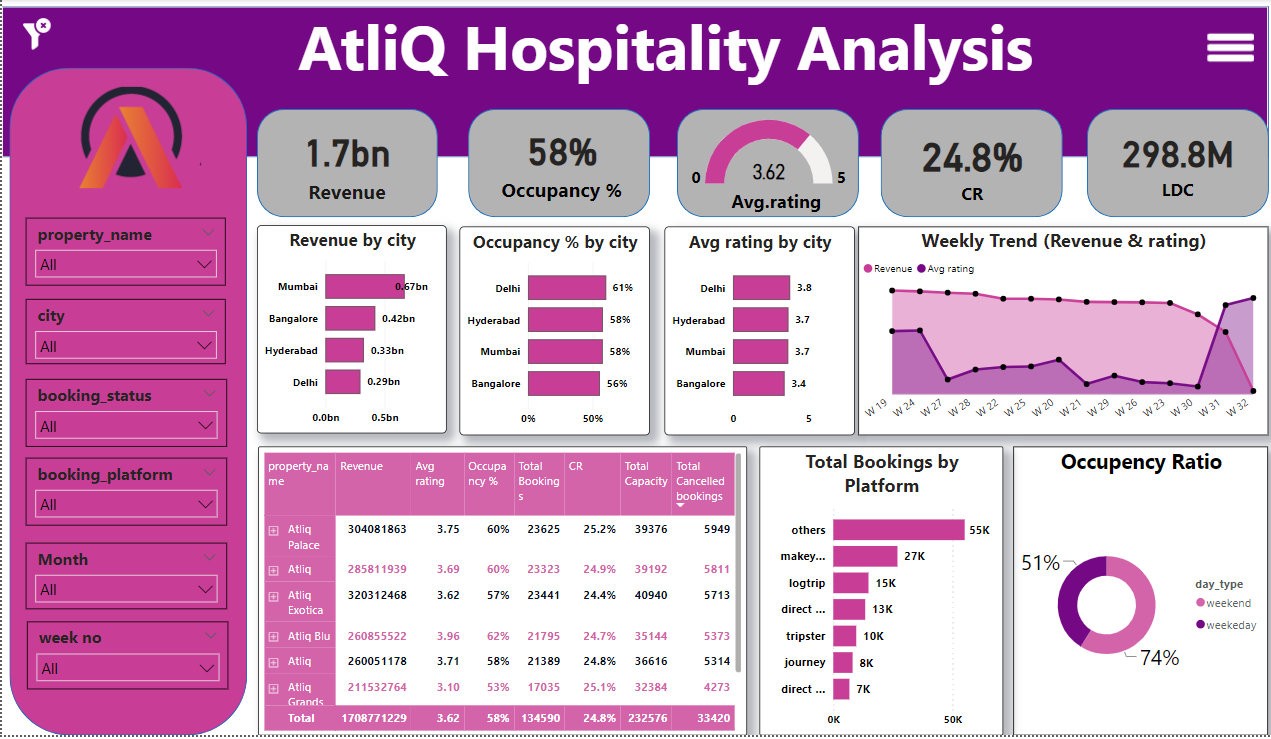 AtliQ Hospitality Analysis
1.7bn
Revenue
58%
Occupancy %
0
3.62
5
Avg.rating
24.8%
CR
298.8M
LDC
property_name
All
city
All
booking_status
All
booking_platform
All
Month
All
week no
All
Revenue by city
Mumbai 0.67bn
Bangalore 0.42bn
Hyderabad 0.33bn
Delhi 0.29bn
0.0bn 0.5bn
Occupancy % by city
Delhi 61%
Hyderabad 58%
Mumbai 58%
Bangalore 56%
0% 50%
Avg rating by city
Delhi 3.8
Hyderabad 3.7
Mumbai 3.7
Bangalore 3.4
0 5
Weekly Trend (Revenue & rating)
Revenue Avg rating
W 19 W 24 W 27 W 28 W 22 W 25 W 20 W 21 W 29 W 26 W 23 W 30 W 31 W 32
property_na Revenue Avg Occupa Total CR Total Total
me rating ncy % Booking Capacity Cancelled
s bookings
Atliq 304081863 3.75 60% 23625 25.2% 39376 5949
Palace
Atliq 285811939 3.69 60% 23323 24.9% 39192 5811
Atliq 320312468 3.62 57% 23441 24.4% 40940 5713
Exotica
Atliq Blu 260855522 3.96 62% 21795 24.7% 35144 5373
Atliq 260051178 3.71 58% 21389 24.8% 36616 5314
Atliq 211532764 3.10 53% 17035 25.1% 32384 4273
Grands
Total 1708771229 3.62 58% 134590 24.8% 232576 33420
Total Bookings by
Platform
others 55K
makey... 27K
logtrip 15K
direct ... 13K
tripster 10K
journey 8K
direct ... 7K
0K 50K
Occupency Ratio
51%
74%
day_type
weekend
weekeday